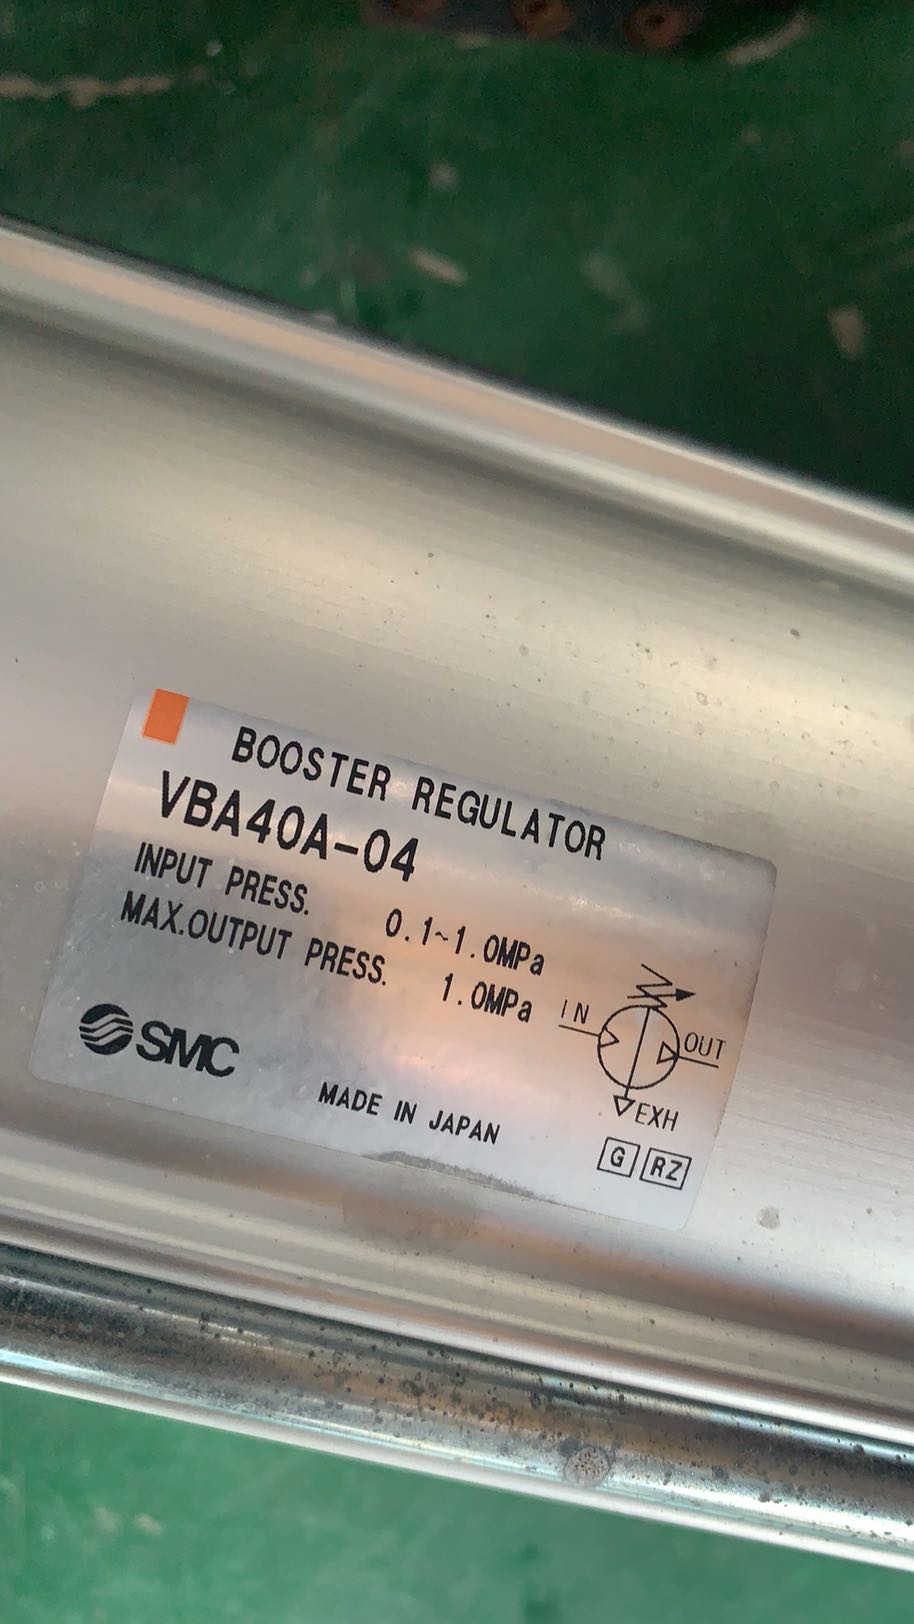 BOOSTER REGULATOR
VBA40A-04
INPUT PRESS. 0.1~1.0MPa
MAX.OUTPUT PRESS. 1.0MPa
IN
OUT
EXH
SMC
MADE IN JAPAN
G RZ